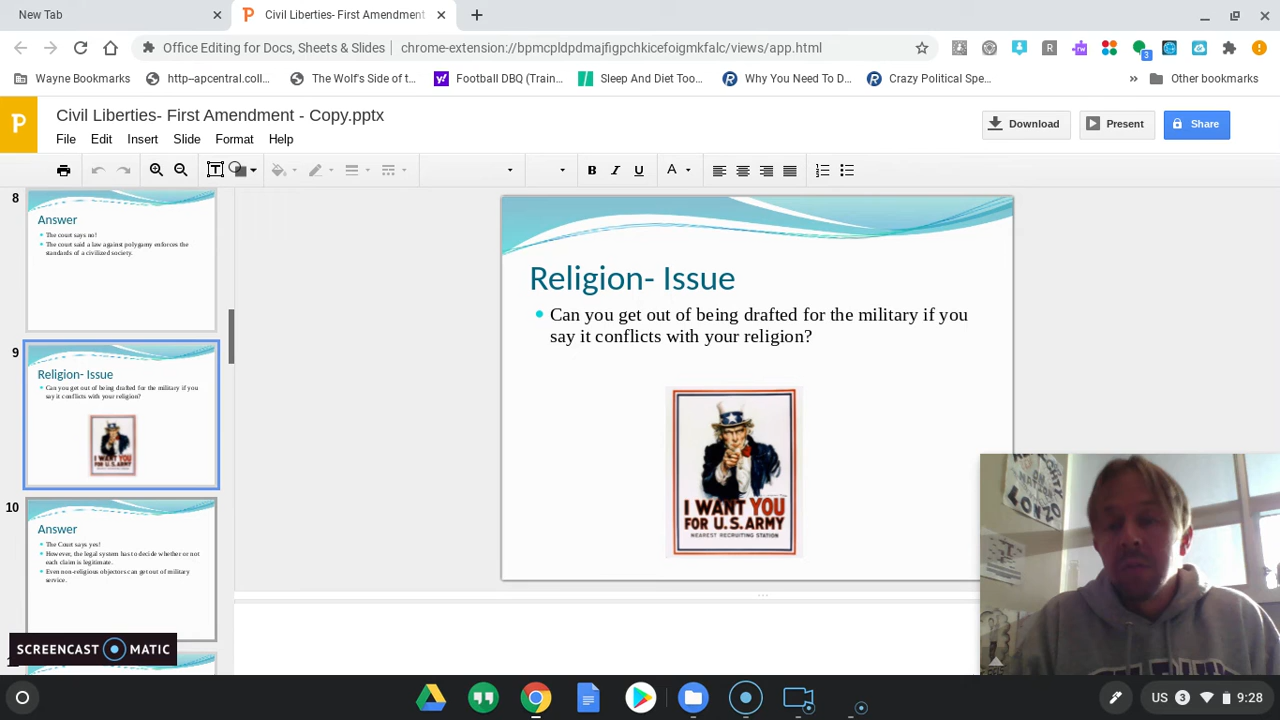 New Tab
Civil Liberties- First Amendment
Office Editing for Docs, Sheets & Slides
chrome-extension://bpmcpldpdmajfigpchkicefoigmkfalc/views/app.html
3
Wayne Bookmarks
http--apcentral.coll...
The Wolf's Side of t...
Football DBQ (Train...
Sleep And Diet Too...
Why You Need To D...
Crazy Political Spe...
Other bookmarks
Civil Liberties- First Amendment - Copy.pptx
File Edit Insert Slide Format Help
Download
Present
Share
8
Answer
The court says no!
The court said a law against polygamy enforces the
standards of a civilized society.
9
Religion- Issue
Can you get out of being drafted for the military if you
say it conflicts with your religion?
I WANT YOU
FOR U.S.ARMY
10
Answer
The Court says yes!
However, the legal system has to decide whether or not
each claim is legitimate.
Even non-religious objectors can get out of military
service.
Religion- Issue
Can you get out of being drafted for the military if you
say it conflicts with your religion?
I WANT YOU
FOR U.S.ARMY
NEAREST RECRUITING STATION
LONZO
SCREENCAST MATIC
US 3 9:28